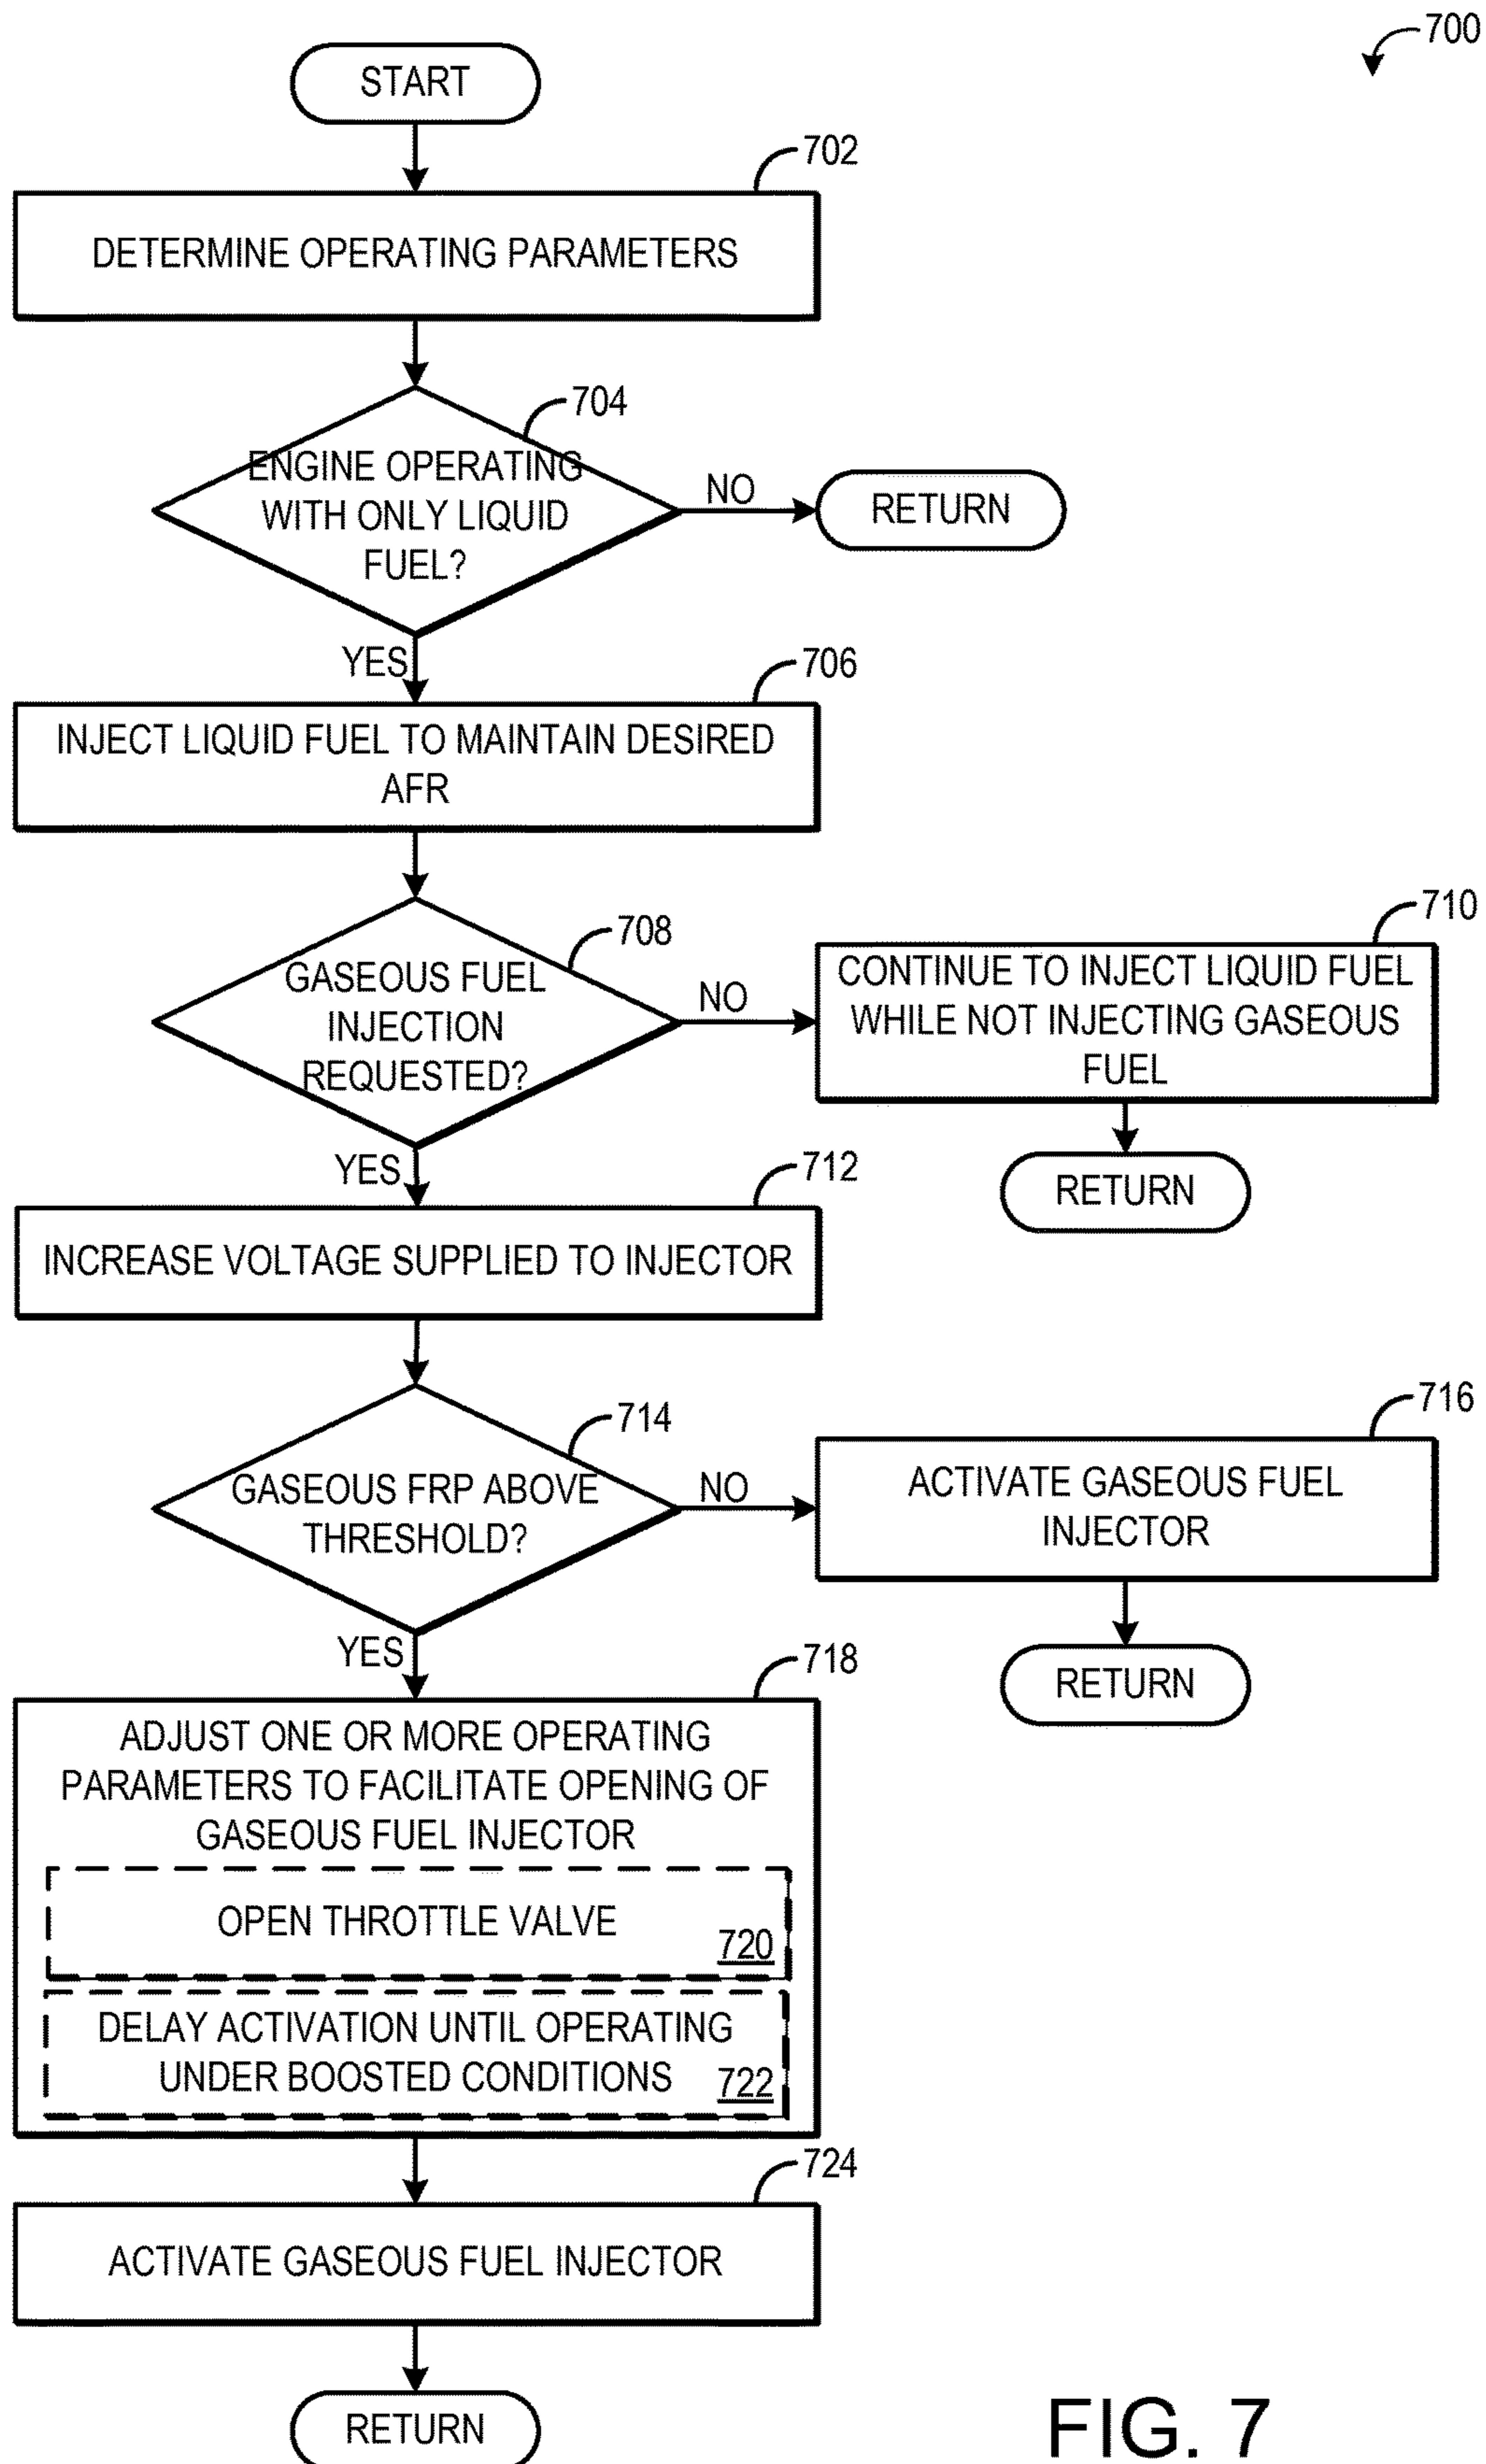 700
START
702
DETERMINE OPERATING PARAMETERS
704
ENGINE OPERATING
WITH ONLY LIQUID
FUEL?
NO
RETURN
YES
706
INJECT LIQUID FUEL TO MAINTAIN DESIRED
AFR
708
GASEOUS FUEL
INJECTION
REQUESTED?
NO
710
CONTINUE TO INJECT LIQUID FUEL
WHILE NOT INJECTING GASEOUS
FUEL
RETURN
YES
712
INCREASE VOLTAGE SUPPLIED TO INJECTOR
714
GASEOUS FRP ABOVE
THRESHOLD?
NO
716
ACTIVATE GASEOUS FUEL
INJECTOR
RETURN
YES
718
ADJUST ONE OR MORE OPERATING
PARAMETERS TO FACILITATE OPENING OF
GASEOUS FUEL INJECTOR
OPEN THROTTLE VALVE
720
DELAY ACTIVATION UNTIL OPERATING
UNDER BOOSTED CONDITIONS
722
724
ACTIVATE GASEOUS FUEL INJECTOR
RETURN
FIG. 7